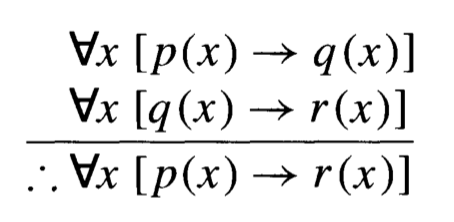 ∀x [p(x) → q(x)]
∀x [q(x) → r(x)]
∴ ∀x [p(x) → r(x)]